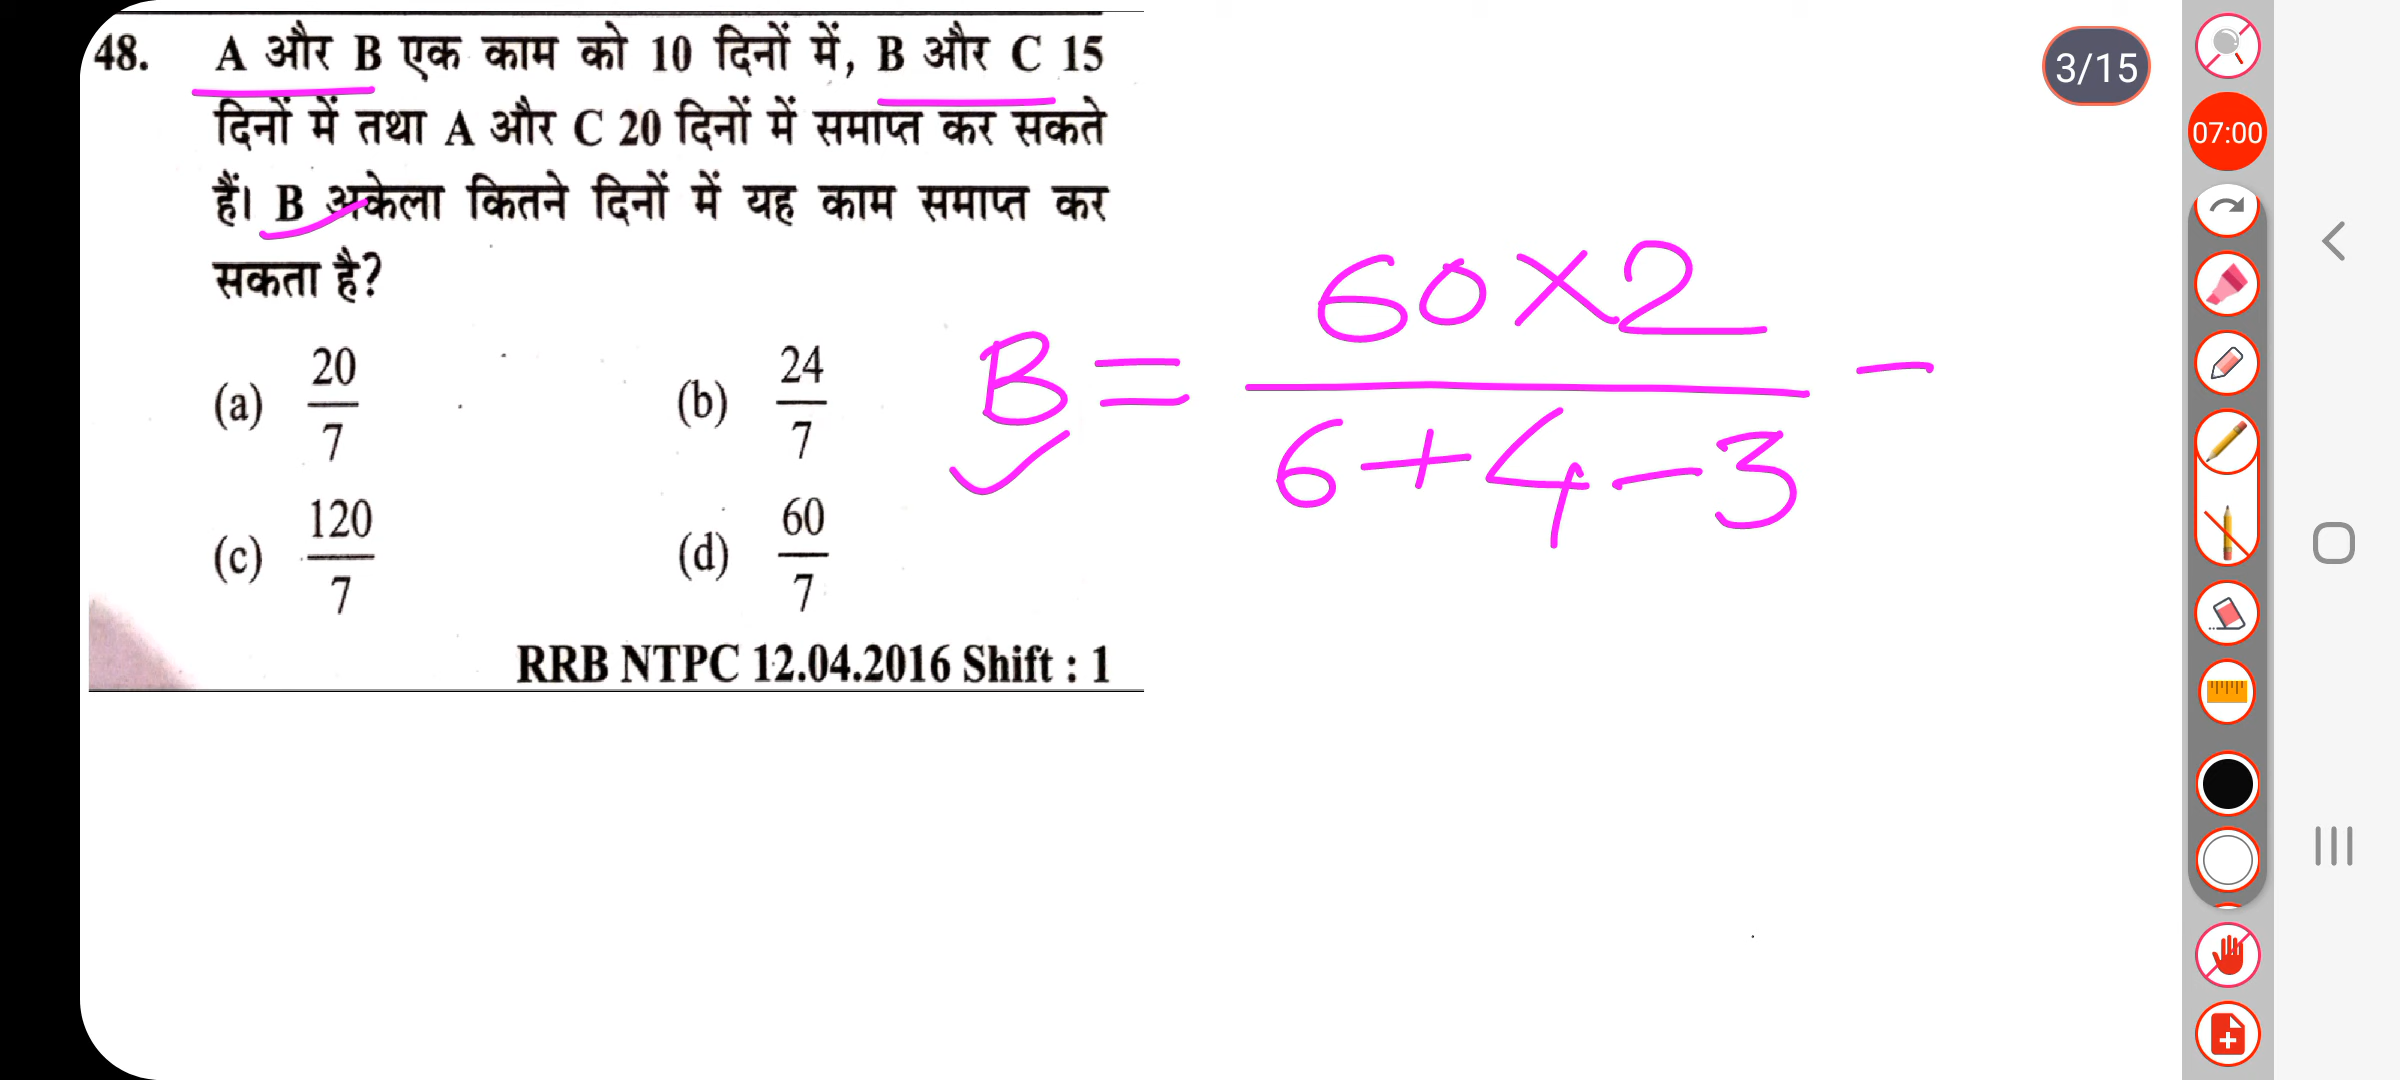 48. A और B एक काम को 10 दिनों में, B और C 15
दिनों में तथा A और C 20 दिनों में समाप्त कर सकते
हैं। B अकेला कितने दिनों में यह काम समाप्त कर
सकता है?
(a) 20/7 (b) 24/7
(c) 120/7 (d) 60/7
RRB NTPC 12.04.2016 Shift : 1
B = 60×2 / 6+4-3 -
3/15
07:00